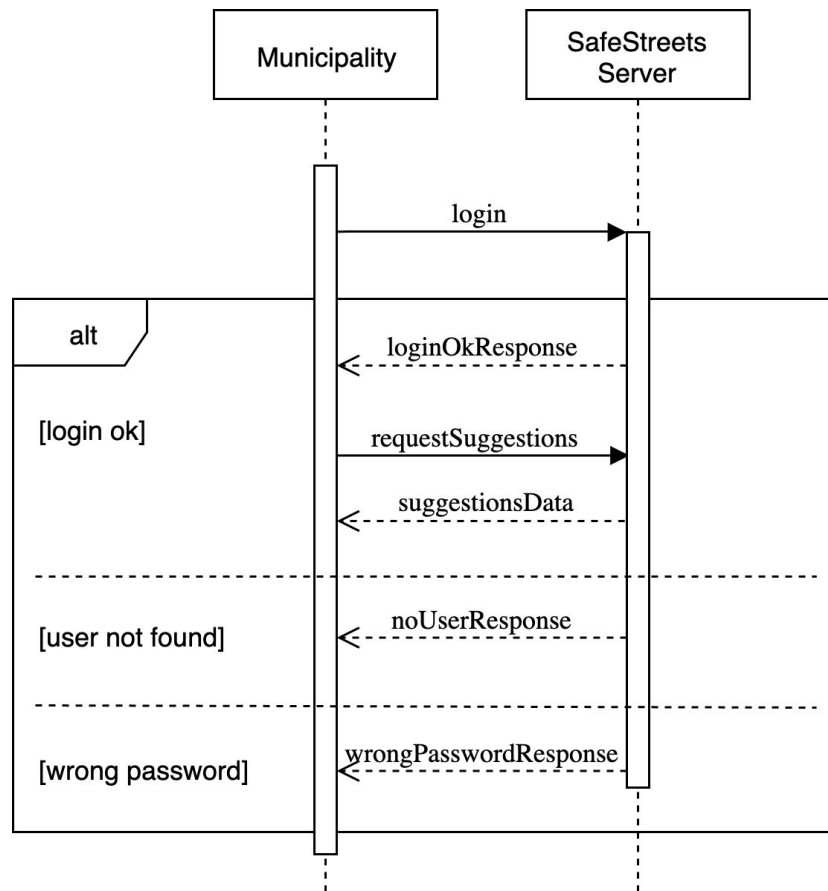 Municipality
SafeStreets
Server
login
alt
loginOkResponse
[login ok]
requestSuggestions
suggestionsData
[user not found]
noUserResponse
[wrong password]
wrongPasswordResponse